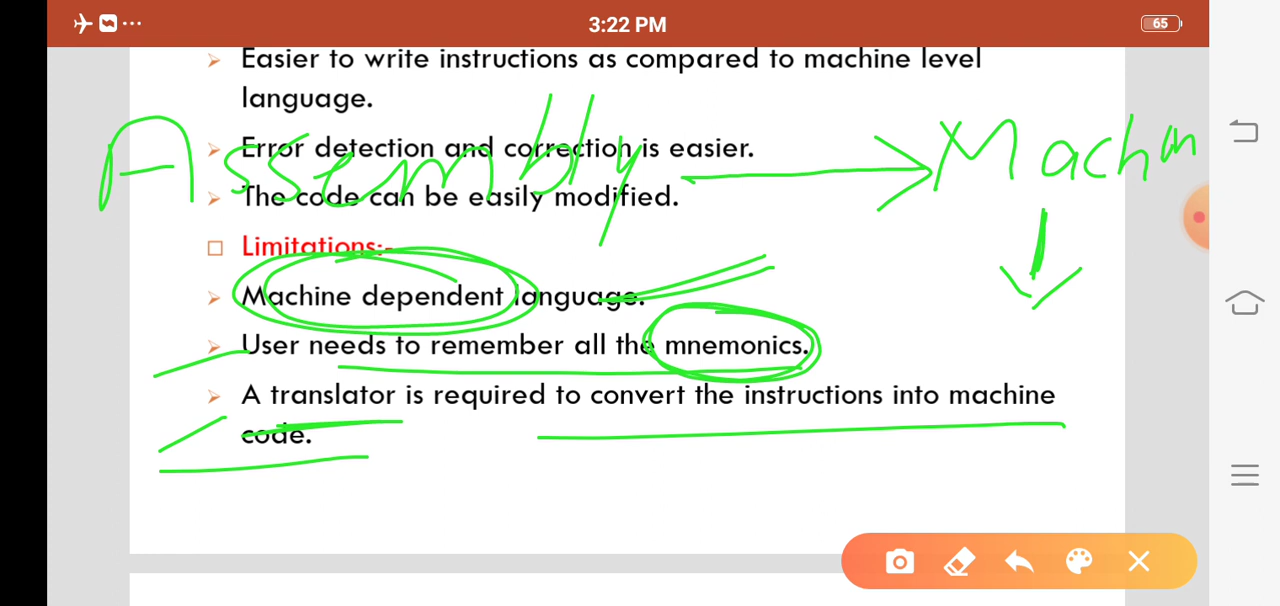 3:22 PM
65
Easier to write instructions as compared to machine level
language.
Assembly → Machin
Error detection and correction is easier.
The code can be easily modified.
Limitations:-
Machine dependent language.
User needs to remember all the mnemonics.
A translator is required to convert the instructions into machine
code.